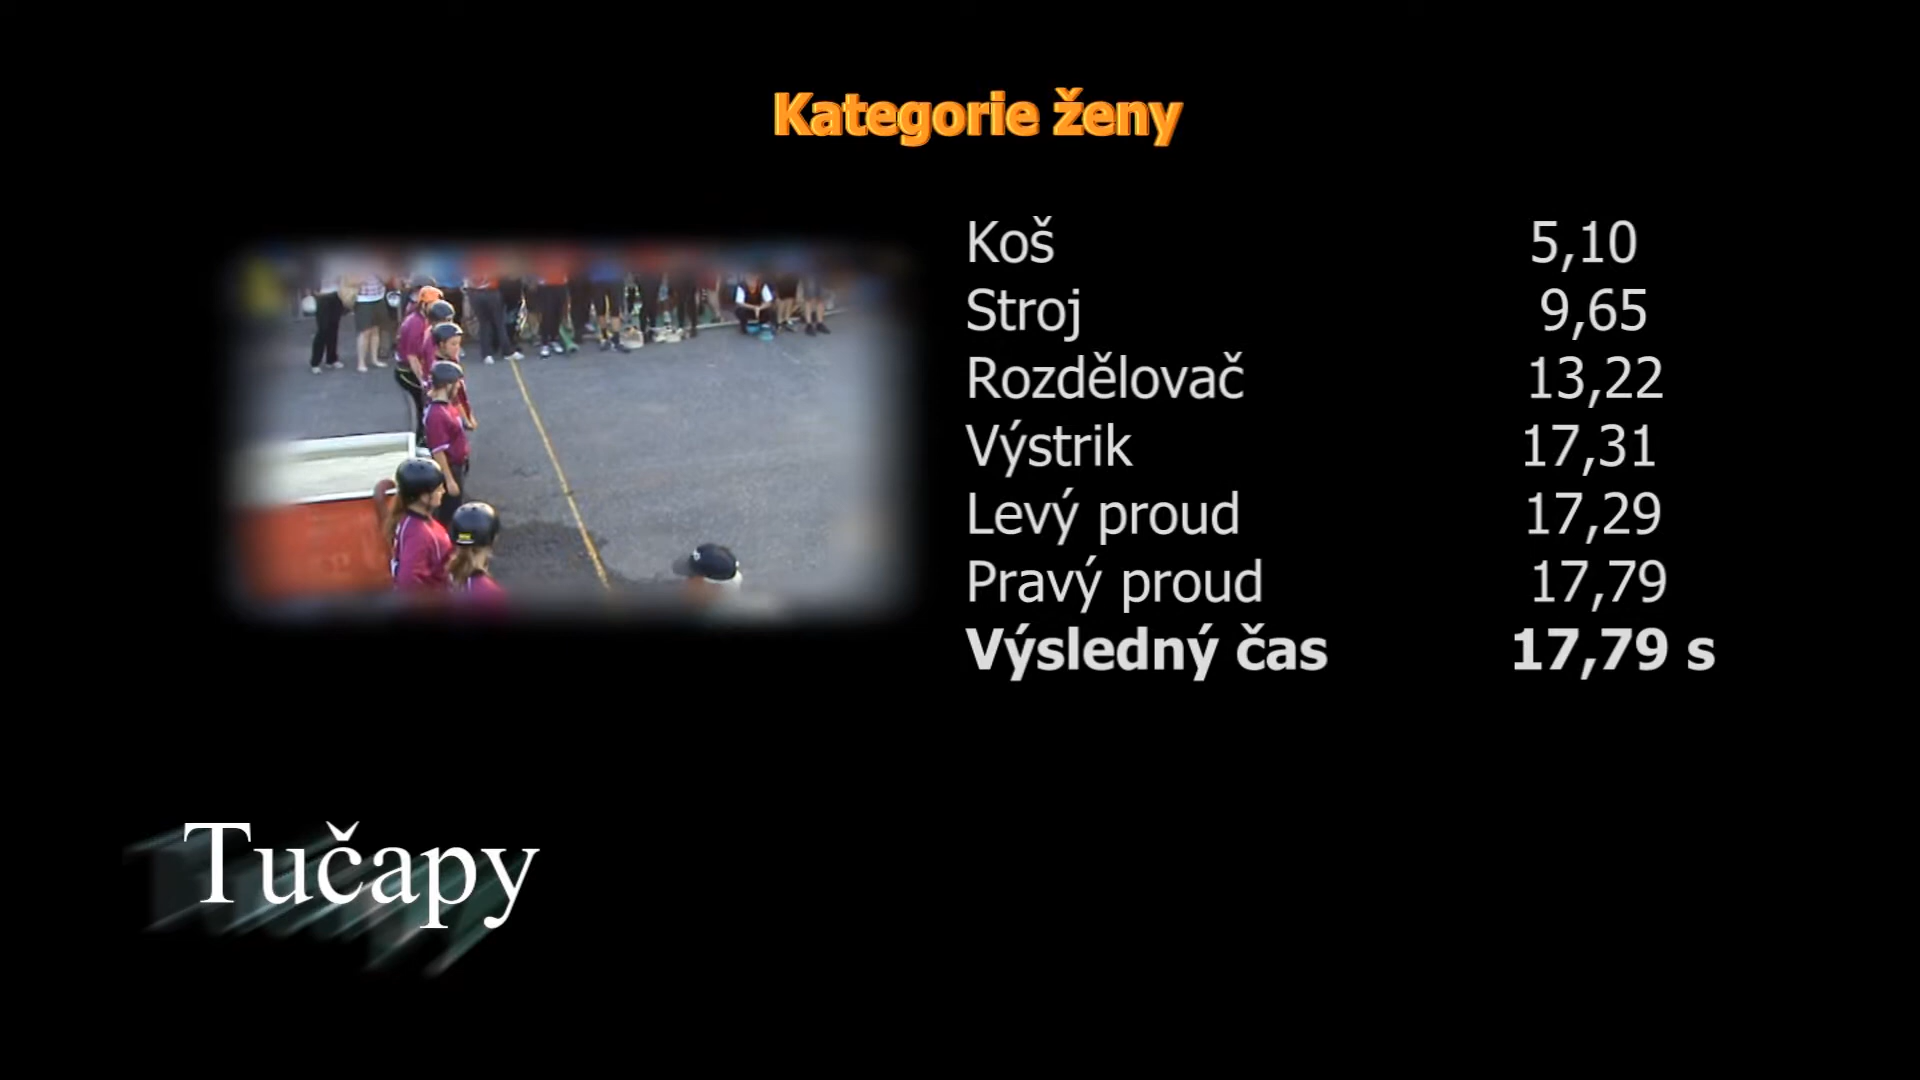 Kategorie ženy
Koš 5,10
Stroj 9,65
Rozdělovač 13,22
Výstrik 17,31
Levý proud 17,29
Pravý proud 17,79
Výsledný čas 17,79 s
Tučapy